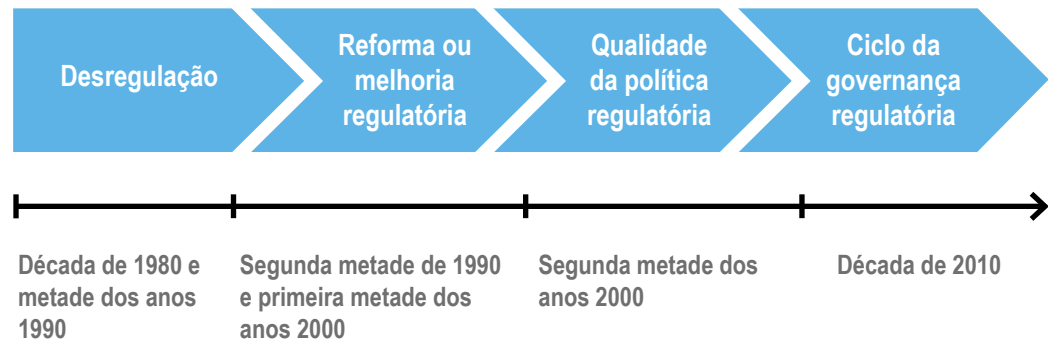 Desregulação
Reforma ou
melhoria
regulatória
Qualidade
da política
regulatória
Ciclo da
governança
regulatória
Década de 1980 e
metade dos anos
1990
Segunda metade de 1990
e primeira metade dos
anos 2000
Segunda metade dos
anos 2000
Década de 2010